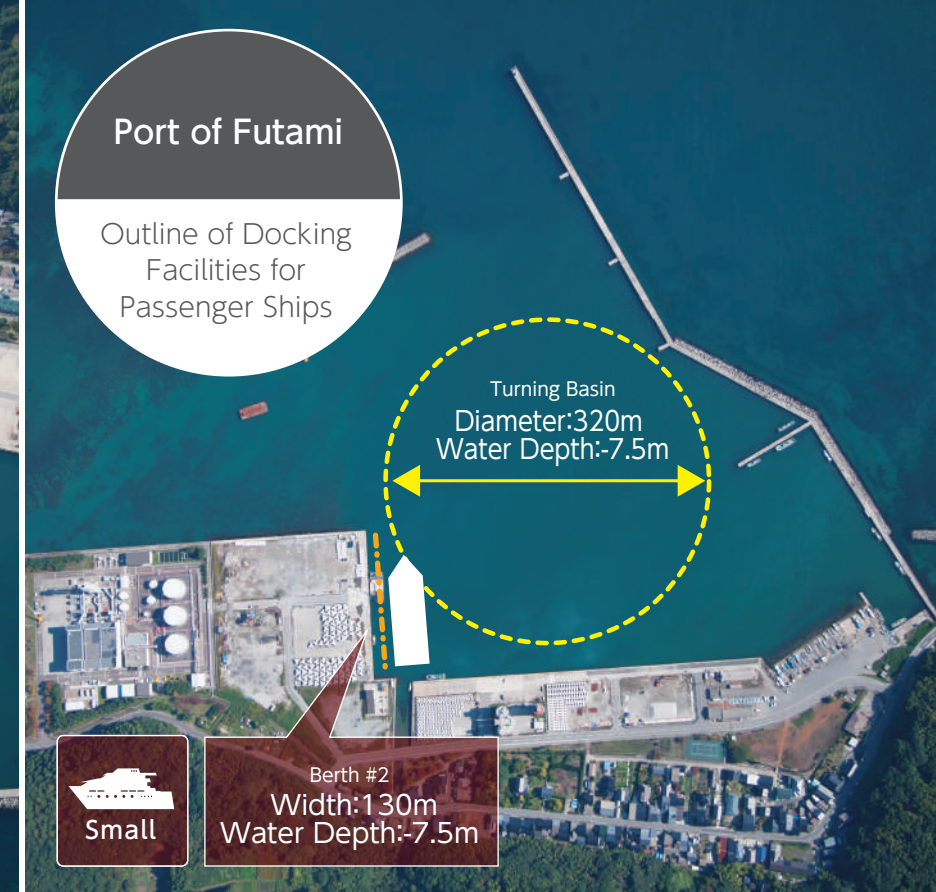 Port of Futami
Outline of Docking
Facilities for
Passenger Ships
Turning Basin
Diameter:320m
Water Depth:-7.5m
Small
Berth #2
Width:130m
Water Depth:-7.5m